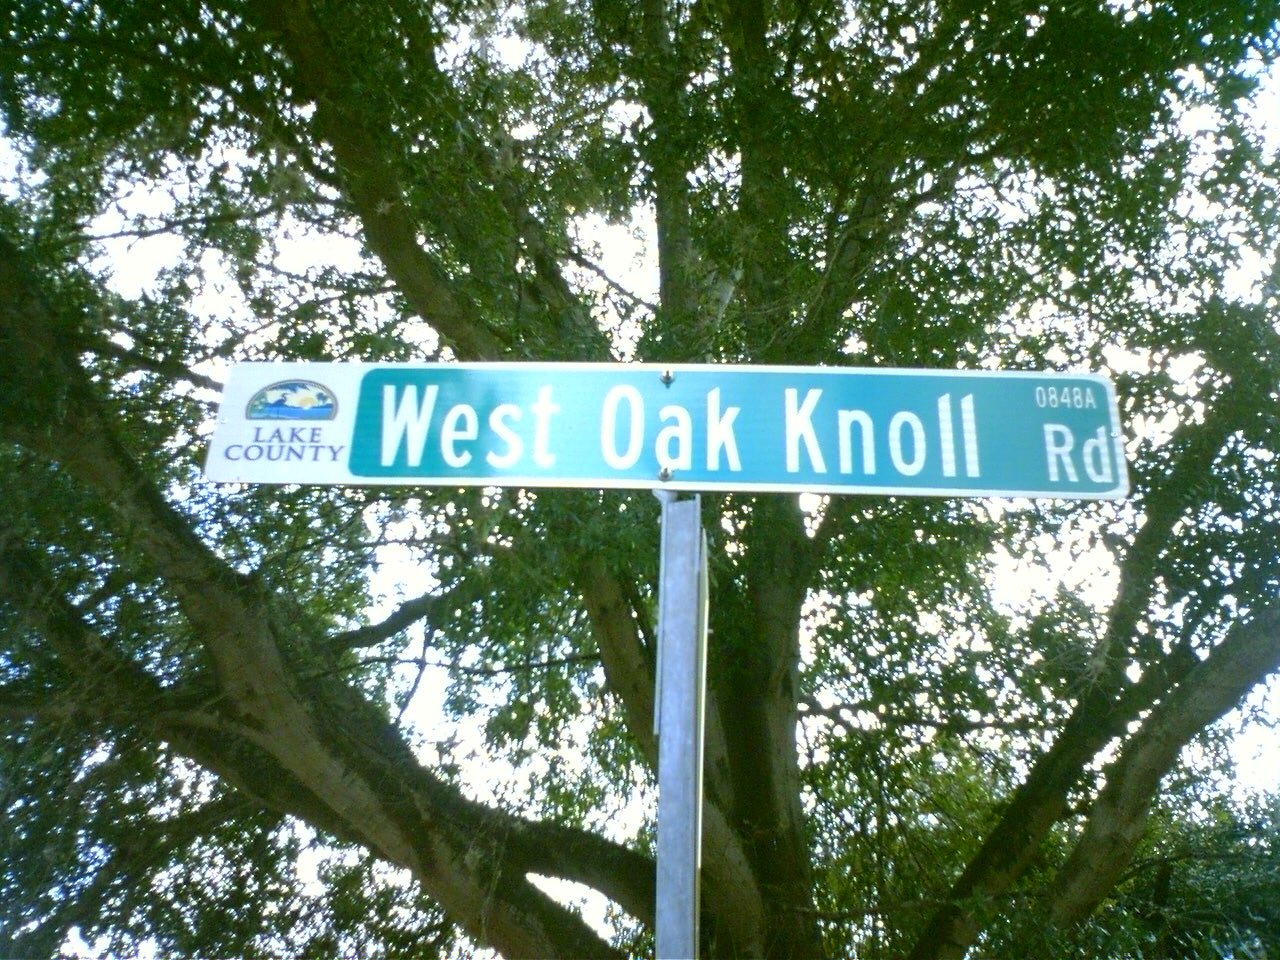 LAKE
COUNTY
West Oak Knoll Rd
0848A